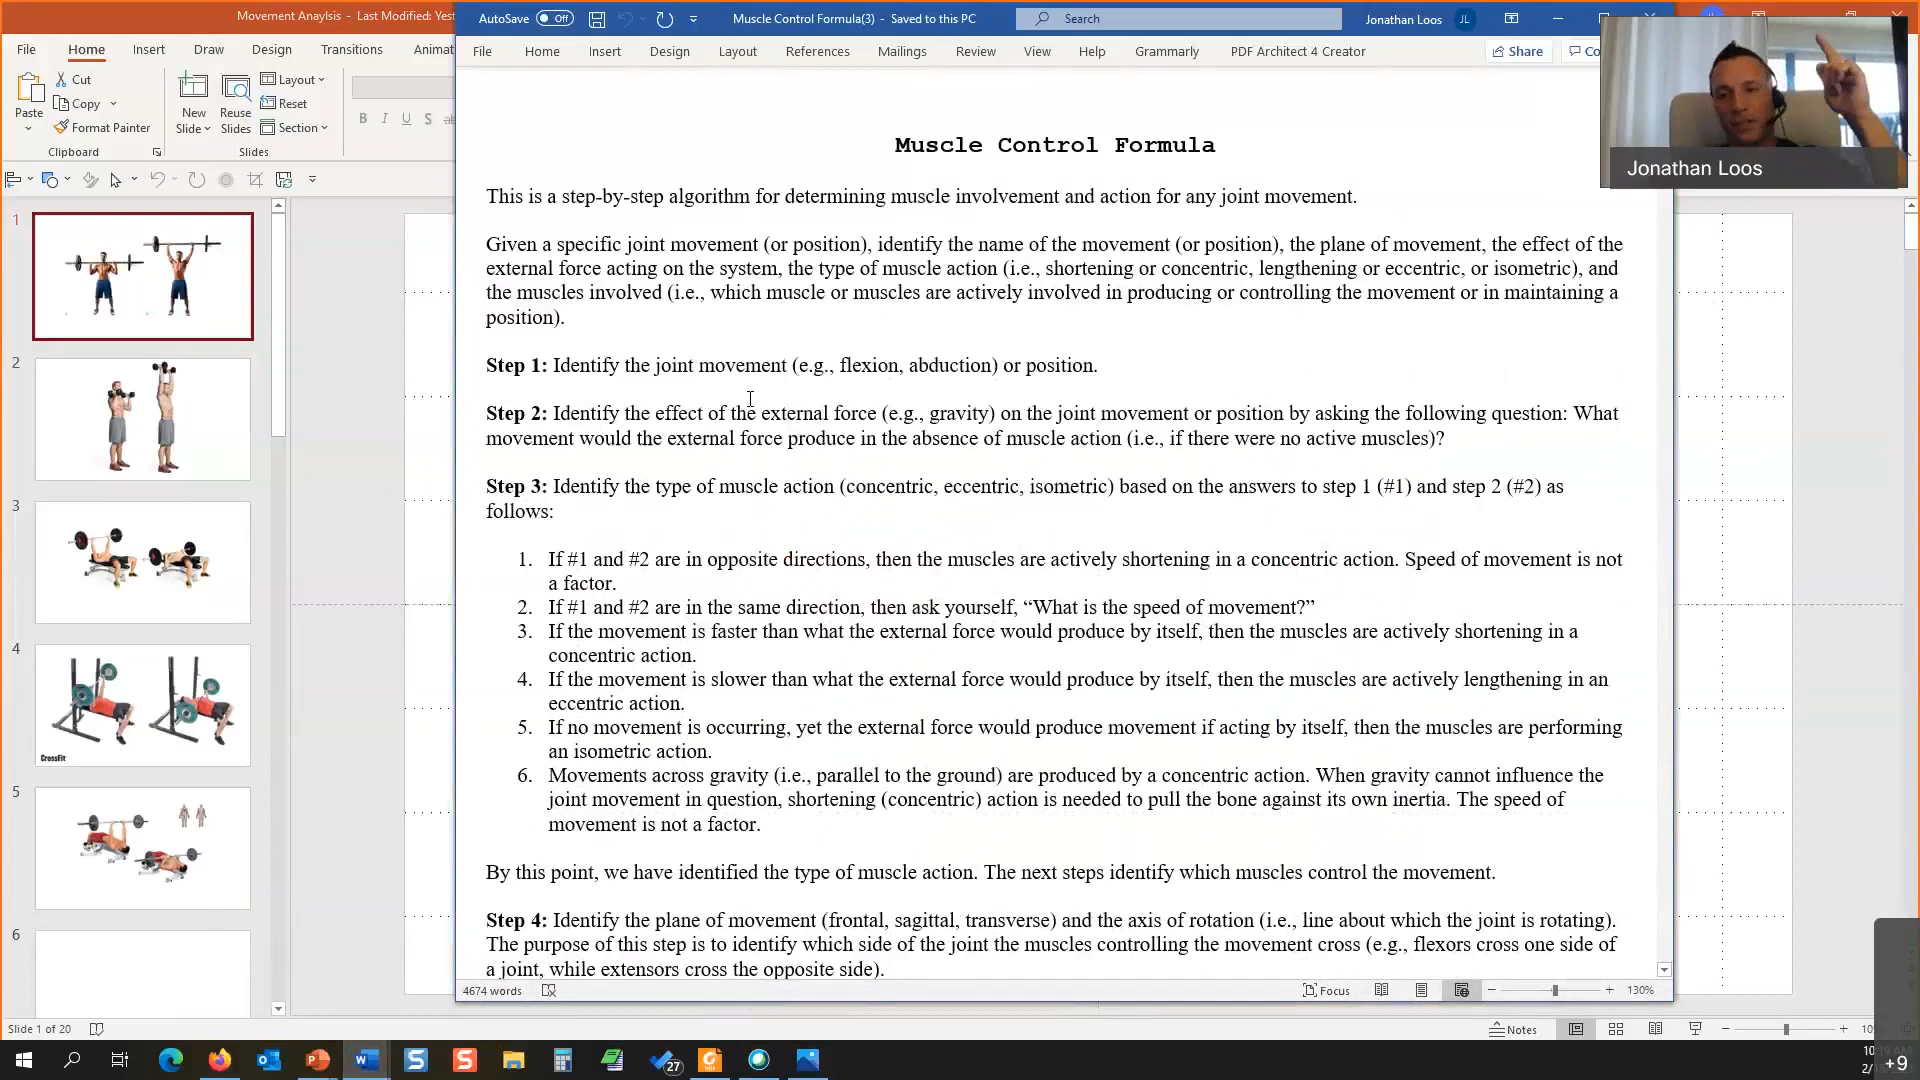 Movement Anaylsis - Last Modified: Yest
AutoSave Off
Muscle Control Formula(3) - Saved to this PC
Search
Jonathan Loos JL
File Home Insert Draw Design Transitions Animat
File Home Insert Design Layout References Mailings Review View Help Grammarly PDF Architect 4 Creator Share Co
Paste
Cut
Copy
Format Painter
Clipboard
New Slide
Reuse Slides
Layout
Reset
Section
Slides
B I U S ab
Jonathan Loos
Muscle Control Formula
This is a step-by-step algorithm for determining muscle involvement and action for any joint movement.
Given a specific joint movement (or position), identify the name of the movement (or position), the plane of movement, the effect of the
external force acting on the system, the type of muscle action (i.e., shortening or concentric, lengthening or eccentric, or isometric), and
the muscles involved (i.e., which muscle or muscles are actively involved in producing or controlling the movement or in maintaining a
position).
Step 1: Identify the joint movement (e.g., flexion, abduction) or position.
Step 2: Identify the effect of the external force (e.g., gravity) on the joint movement or position by asking the following question: What
movement would the external force produce in the absence of muscle action (i.e., if there were no active muscles)?
Step 3: Identify the type of muscle action (concentric, eccentric, isometric) based on the answers to step 1 (#1) and step 2 (#2) as
follows:
1. If #1 and #2 are in opposite directions, then the muscles are actively shortening in a concentric action. Speed of movement is not
a factor.
2. If #1 and #2 are in the same direction, then ask yourself, “What is the speed of movement?”
3. If the movement is faster than what the external force would produce by itself, then the muscles are actively shortening in a
concentric action.
4. If the movement is slower than what the external force would produce by itself, then the muscles are actively lengthening in an
eccentric action.
5. If no movement is occurring, yet the external force would produce movement if acting by itself, then the muscles are performing
an isometric action.
6. Movements across gravity (i.e., parallel to the ground) are produced by a concentric action. When gravity cannot influence the
joint movement in question, shortening (concentric) action is needed to pull the bone against its own inertia. The speed of
movement is not a factor.
By this point, we have identified the type of muscle action. The next steps identify which muscles control the movement.
Step 4: Identify the plane of movement (frontal, sagittal, transverse) and the axis of rotation (i.e., line about which the joint is rotating).
The purpose of this step is to identify which side of the joint the muscles controlling the movement cross (e.g., flexors cross one side of
a joint, while extensors cross the opposite side).
1
2
3
4
CrossFit
5
6
4674 words
Focus
130%
Slide 1 of 20
Notes
27
+9